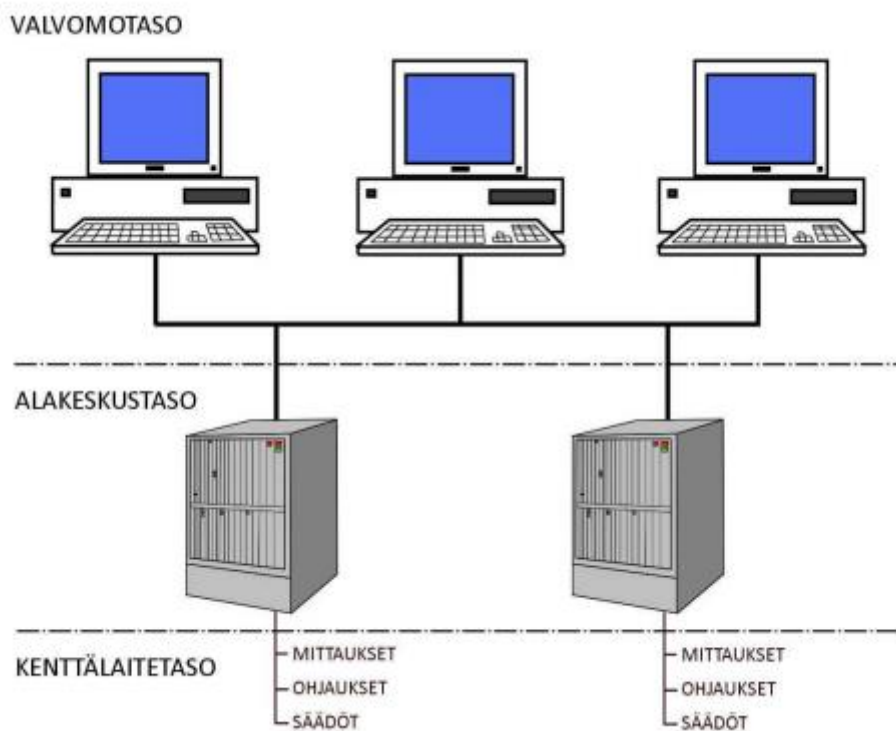 VALVOMOTASO
ALAKESKUSTASO
KENTTÄLAITETASO
MITTAUKSET
OHJAUKSET
SÄÄDÖT
MITTAUKSET
OHJAUKSET
SÄÄDÖT